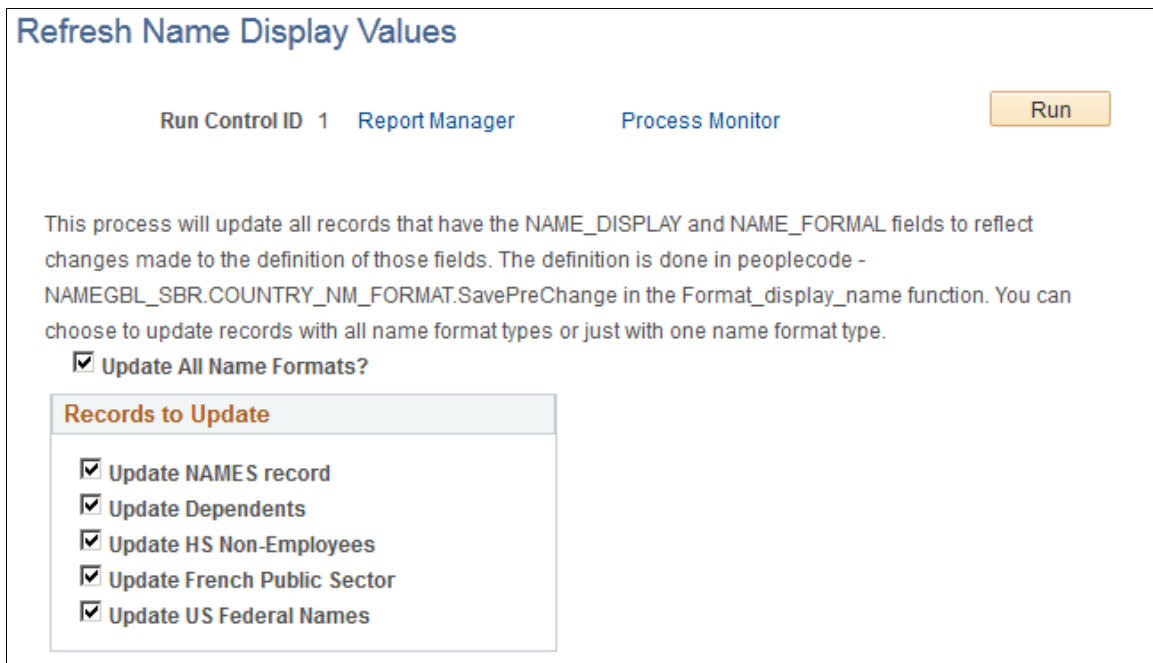 Refresh Name Display Values
Run Control ID 1 Report Manager Process Monitor Run
This process will update all records that have the NAME_DISPLAY and NAME_FORMAL fields to reflect
changes made to the definition of those fields. The definition is done in peoplecode -
NAMEGBL_SBR.COUNTRY_NM_FORMAT.SavePreChange in the Format_display_name function. You can
choose to update records with all name format types or just with one name format type.
Update All Name Formats?
Records to Update
Update NAMES record
Update Dependents
Update HS Non-Employees
Update French Public Sector
Update US Federal Names